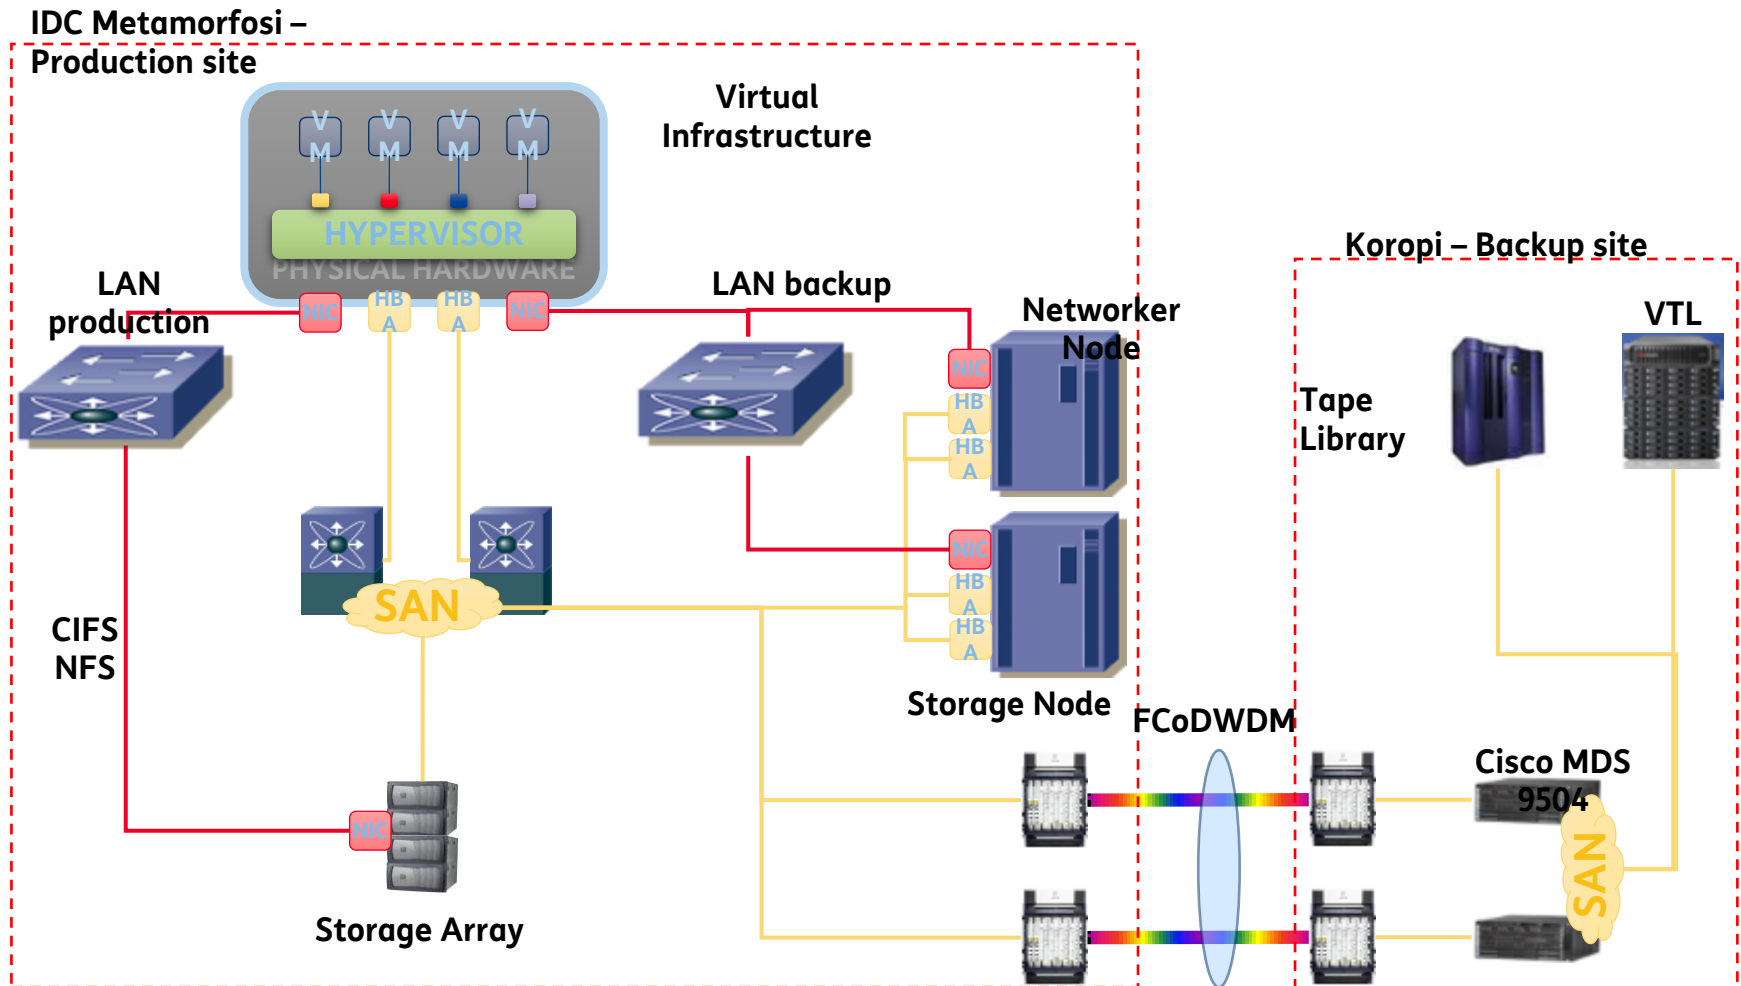 IDC Metamorfosi –
Production site
Virtual
Infrastructure
V
M
V
M
V
M
V
M
HYPERVISOR
PHYSICAL HARDWARE
NIC
HB
A
HB
A
NIC
LAN
production
LAN backup
Networker
Node
NIC
HB
A
HB
A
NIC
HB
A
HB
A
Storage Node
SAN
CIFS
NFS
NIC
Storage Array
FCoDWDM
Koropi – Backup site
VTL
Tape
Library
Cisco MDS
9504
SAN